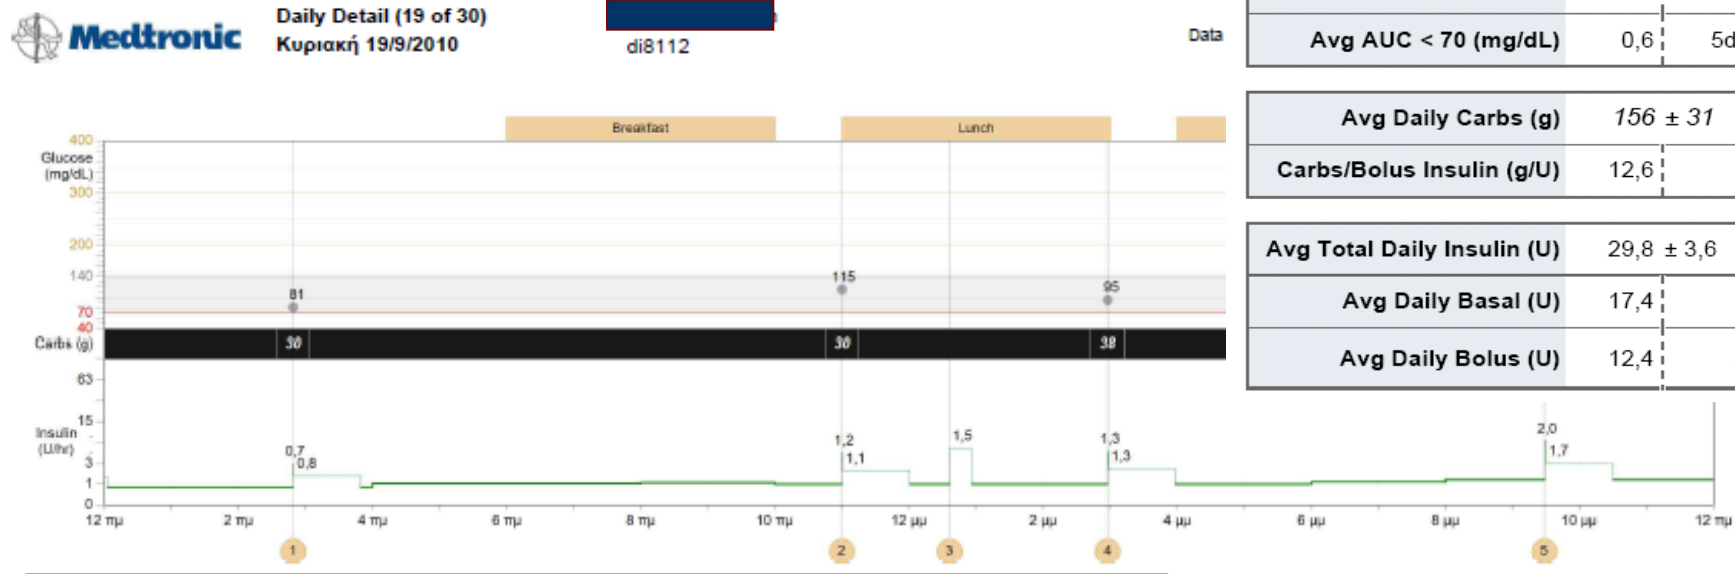 Medtronic
Daily Detail (19 of 30)
Κυριακή 19/9/2010
di8112
Data
Avg AUC < 70 (mg/dL) 0,6 5d
Avg Daily Carbs (g) 156 ± 31
Carbs/Bolus Insulin (g/U) 12,6
Avg Total Daily Insulin (U) 29,8 ± 3,6
Avg Daily Basal (U) 17,4
Avg Daily Bolus (U) 12,4
Breakfast Lunch
400
Glucose
(mg/dL)
300
200
140
115
81
95
70
40
Carbs (g) 30 30 38
63
15
Insulin
(U/hr)
3
1
0
0,7
0,8
1,2
1,1
1,5
1,3
1,3
2,0
1,7
12 πμ 2 πμ 4 πμ 6 πμ 8 πμ 10 πμ 12 μμ 2 μμ 4 μμ 6 μμ 8 μμ 10 μμ 12 πμ
1 2 3 4 5